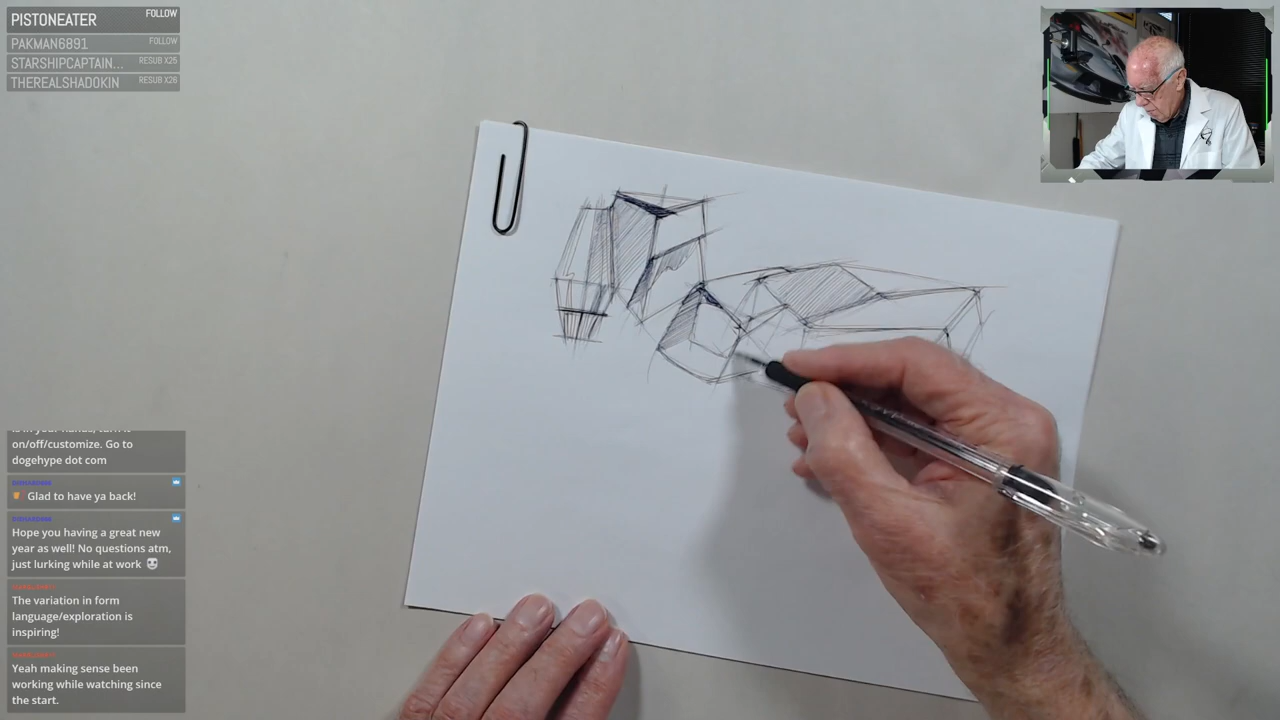 PISTONEATER FOLLOW
PAKMAN6891 FOLLOW
STARSHIPCAPTAIN... RESUB X25
THEREALSHADOKIN RESUB X26
on/off/customize. Go to
dogehype dot com
Glad to have ya back!
Hope you having a great new
year as well! No questions atm,
just lurking while at work
The variation in form
language/exploration is
inspiring!
Yeah making sense been
working while watching since
the start.